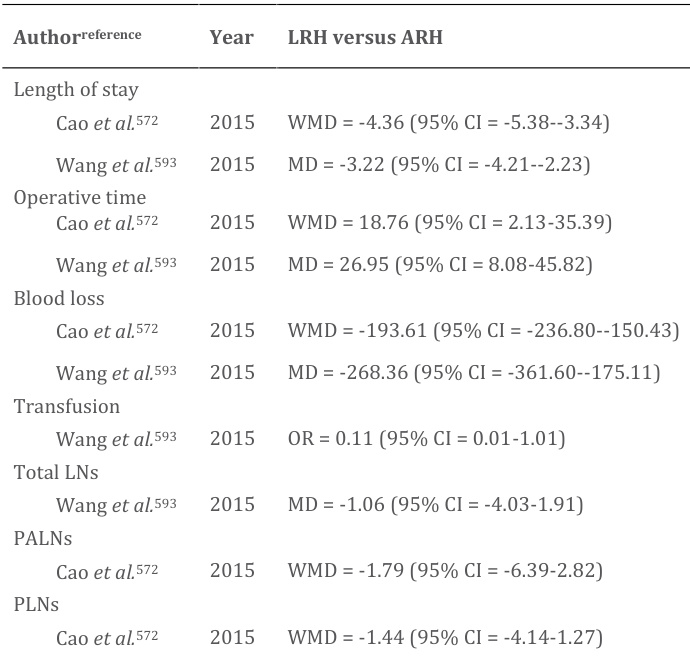 Authorreference Year LRH versus ARH
Length of stay
Cao et al.572 2015 WMD = -4.36 (95% CI = -5.38--3.34)
Wang et al.593 2015 MD = -3.22 (95% CI = -4.21--2.23)
Operative time
Cao et al.572 2015 WMD = 18.76 (95% CI = 2.13-35.39)
Wang et al.593 2015 MD = 26.95 (95% CI = 8.08-45.82)
Blood loss
Cao et al.572 2015 WMD = -193.61 (95% CI = -236.80--150.43)
Wang et al.593 2015 MD = -268.36 (95% CI = -361.60--175.11)
Transfusion
Wang et al.593 2015 OR = 0.11 (95% CI = 0.01-1.01)
Total LNs
Wang et al.593 2015 MD = -1.06 (95% CI = -4.03-1.91)
PALNs
Cao et al.572 2015 WMD = -1.79 (95% CI = -6.39-2.82)
PLNs
Cao et al.572 2015 WMD = -1.44 (95% CI = -4.14-1.27)